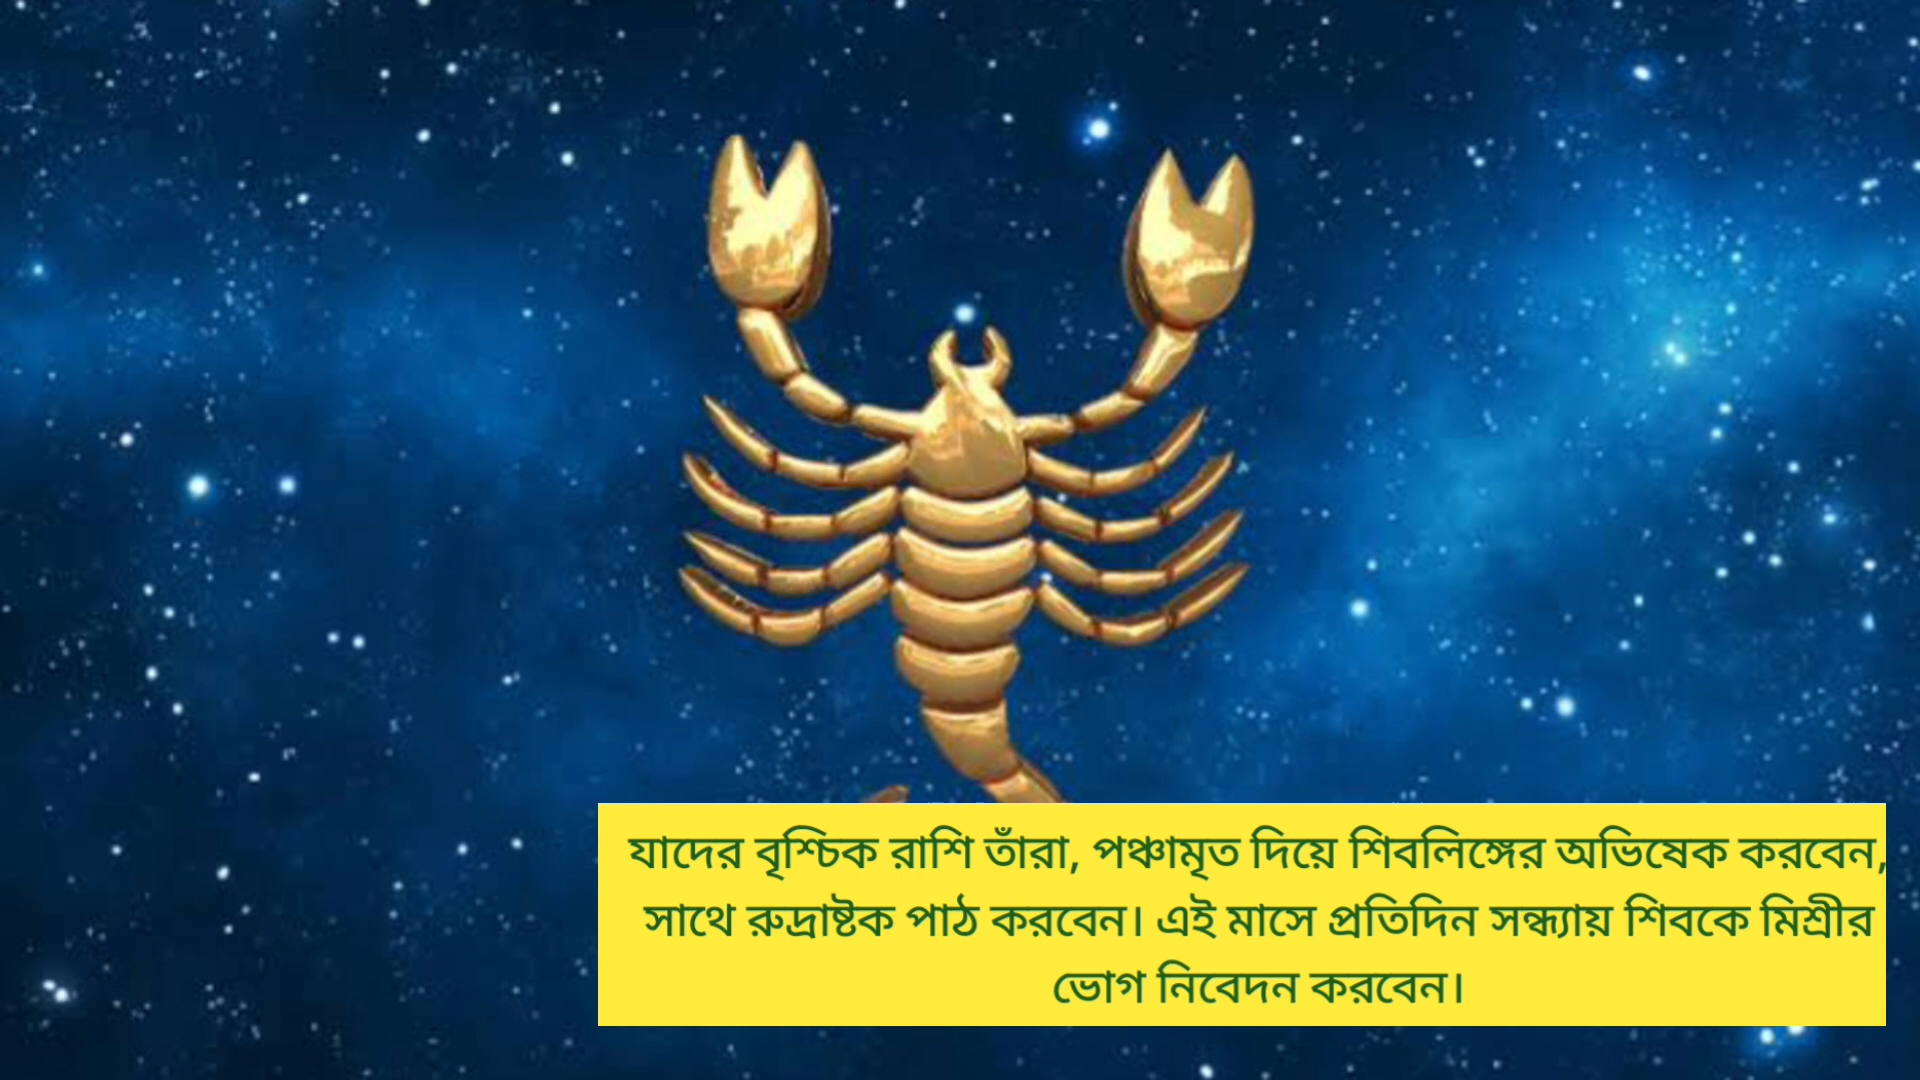 যাদের বৃশ্চিক রাশি তাঁরা, পঞ্চামৃত দিয়ে শিবলিঙ্গের অভিষেক করবেন,
সাথে রুদ্রাষ্টক পাঠ করবেন। এই মাসে প্রতিদিন সন্ধ্যায় শিবকে মিশ্রীর
ভোগ নিবেদন করবেন।